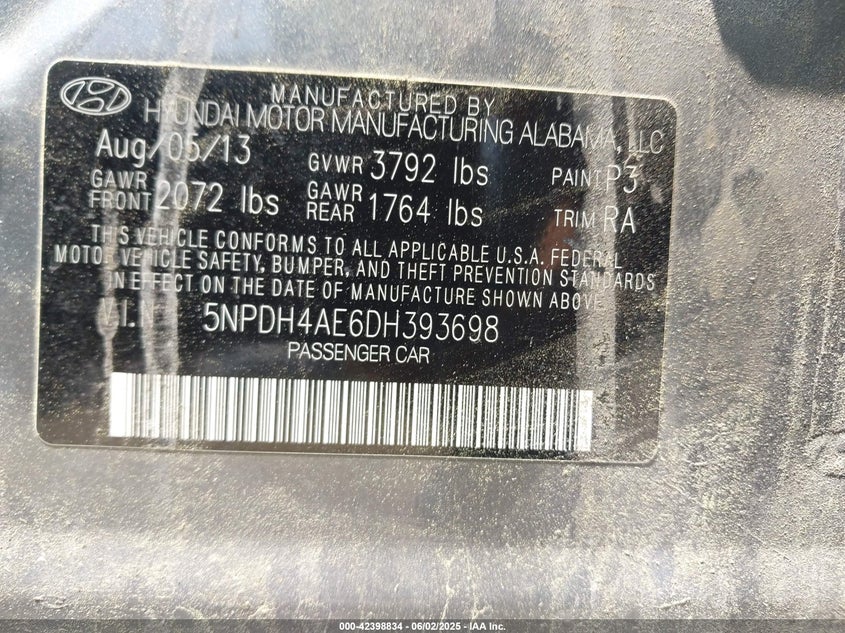 MANUFACTURED BY
HYUNDAI MOTOR MANUFACTURING ALABAMA, LLC
Aug/05/13 GVWR 3792 lbs PAINT P3
GAWR FRONT 2072 lbs GAWR REAR 1764 lbs TRIM RA
THIS VEHICLE CONFORMS TO ALL APPLICABLE U.S.A. FEDERAL
MOTOR VEHICLE SAFETY, BUMPER, AND THEFT PREVENTION STANDARDS
IN EFFECT ON THE DATE OF MANUFACTURE SHOWN ABOVE.
V.I.N: 5NPDH4AE6DH393698
PASSENGER CAR
000-42398834 - 06/02/2025 - IAA Inc.